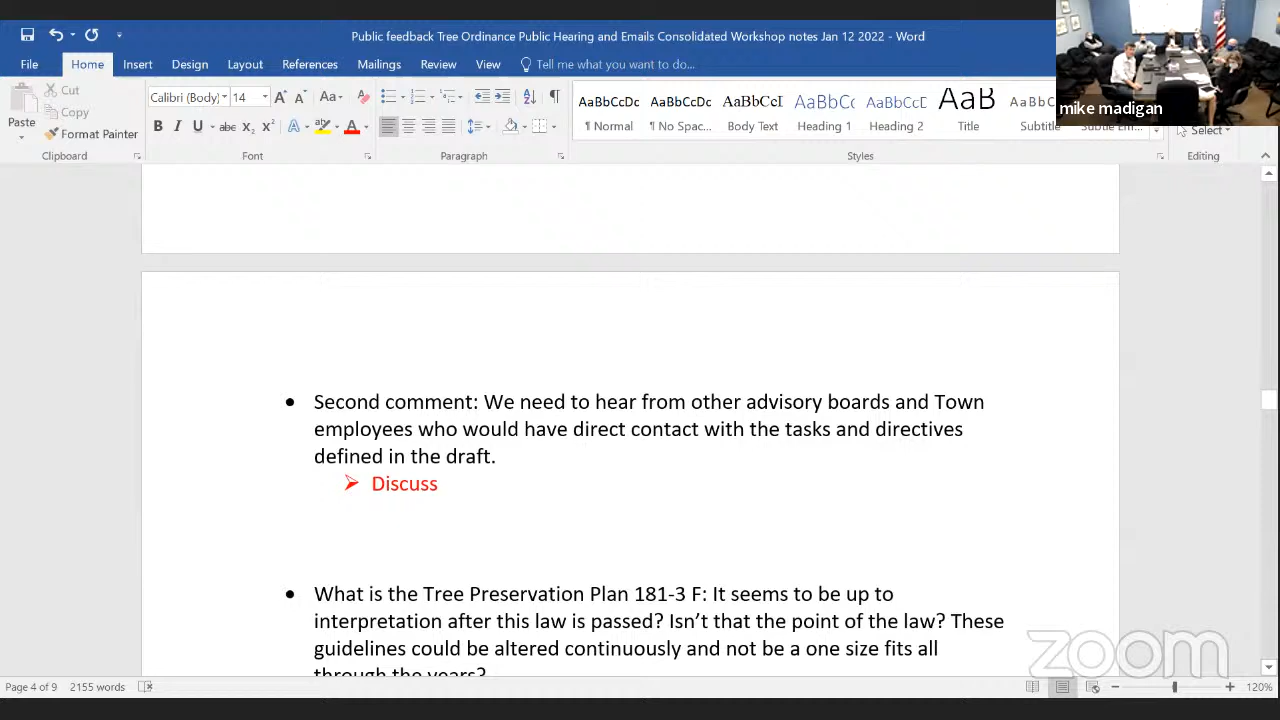 Public feedback Tree Ordinance Public Hearing and Emails Consolidated Workshop notes Jan 12 2022 - Word
File Home Insert Design Layout References Mailings Review View Tell me what you want to do...
mike madigan
Paste
Cut
Copy
Format Painter
Calibri (Body) 14
AaBbCcDc AaBbCcDc AaBbCcI AaBbCc AaBbCcD AaB AaBbCc
¶ Normal ¶ No Spac... Body Text Heading 1 Heading 2 Title Subtitle Subtle Em...
Select
Clipboard Font Paragraph Styles Editing
• Second comment: We need to hear from other advisory boards and Town
employees who would have direct contact with the tasks and directives
defined in the draft.
➢ Discuss
• What is the Tree Preservation Plan 181-3 F: It seems to be up to
interpretation after this law is passed? Isn’t that the point of the law? These
guidelines could be altered continuously and not be a one size fits all
through the years?
zoom
Page 4 of 9 2155 words 120%